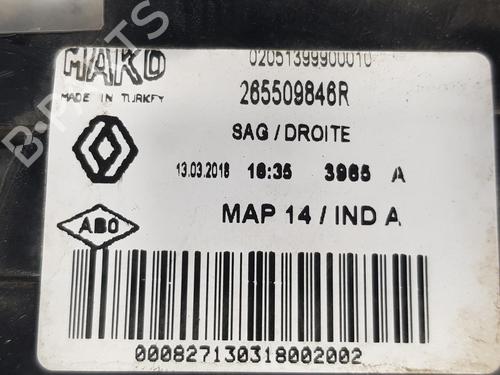 MAKO
02051399900010
MADE IN TURKEY
265509846R
SAG / DROITE
13.03.2018 16:35 3965 A
ABO
MAP 14 / IND A
000827130318002002
B-PARTS